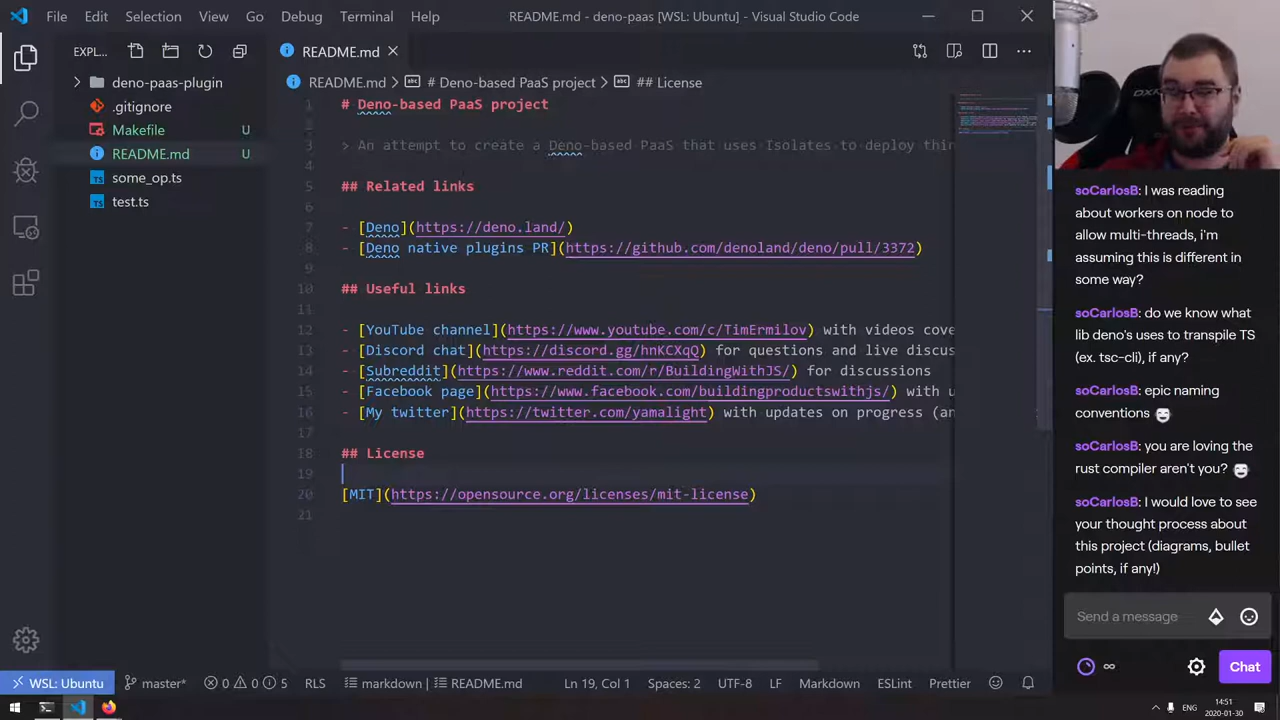 File Edit Selection View Go Debug Terminal Help README.md - deno-paas [WSL: Ubuntu] - Visual Studio Code
EXPL...
deno-paas-plugin
.gitignore
Makefile U
README.md U
some_op.ts
test.ts
README.md
README.md > # Deno-based PaaS project > ## License
1 # Deno-based PaaS project
2
3 > An attempt to create a Deno-based PaaS that uses Isolates to deploy thin
4
5 ## Related links
6
7 - [Deno](https://deno.land/)
8 - [Deno native plugins PR](https://github.com/denoland/deno/pull/3372)
9
10 ## Useful links
11
12 - [YouTube channel](https://www.youtube.com/c/TimErmilov) with videos cove
13 - [Discord chat](https://discord.gg/hnKCXqQ) for questions and live discus
14 - [Subreddit](https://www.reddit.com/r/BuildingWithJS/) for discussions
15 - [Facebook page](https://www.facebook.com/buildingproductswithjs/) with u
16 - [My twitter](https://twitter.com/yamalight) with updates on progress (an
17
18 ## License
19
20 [MIT](https://opensource.org/licenses/mit-license)
21
WSL: Ubuntu master* 0 0 5 RLS markdown | README.md Ln 19, Col 1 Spaces: 2 UTF-8 LF Markdown ESLint Prettier
DXR
soCarlosB: I was reading
about workers on node to
allow multi-threads, i'm
assuming this is different in
some way?
soCarlosB: do we know what
lib deno's uses to transpile TS
(ex. tsc-cli), if any?
soCarlosB: epic naming
conventions
soCarlosB: you are loving the
rust compiler aren't you?
soCarlosB: I would love to see
your thought process about
this project (diagrams, bullet
points, if any!)
Send a message
∞ Chat
ENG 14:51
2020-01-30